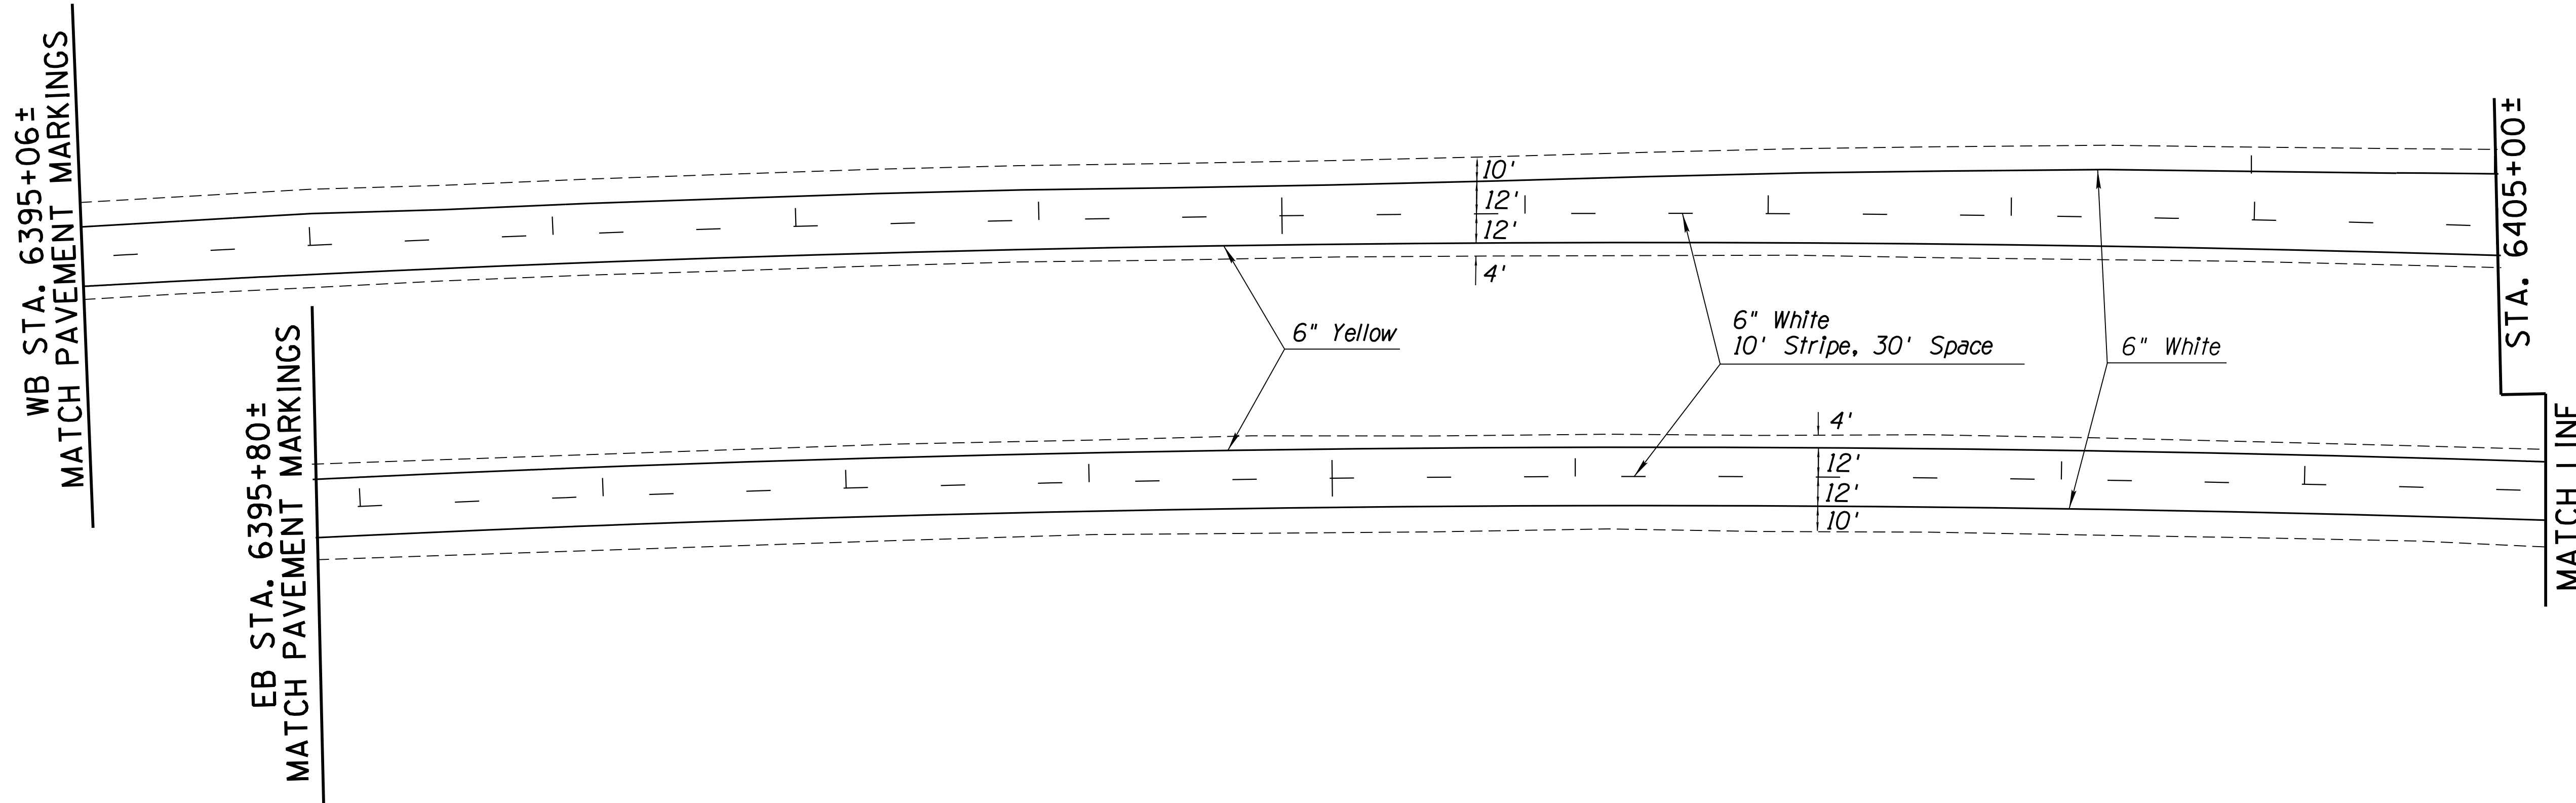 WB STA. 6395+06±
MATCH PAVEMENT MARKINGS
EB STA. 6395+80±
MATCH PAVEMENT MARKINGS
10'
12'
12'
4'
6" Yellow
6" White
10' Stripe, 30' Space
6" White
4'
12'
12'
10'
STA. 6405+00±
MATCH LINE